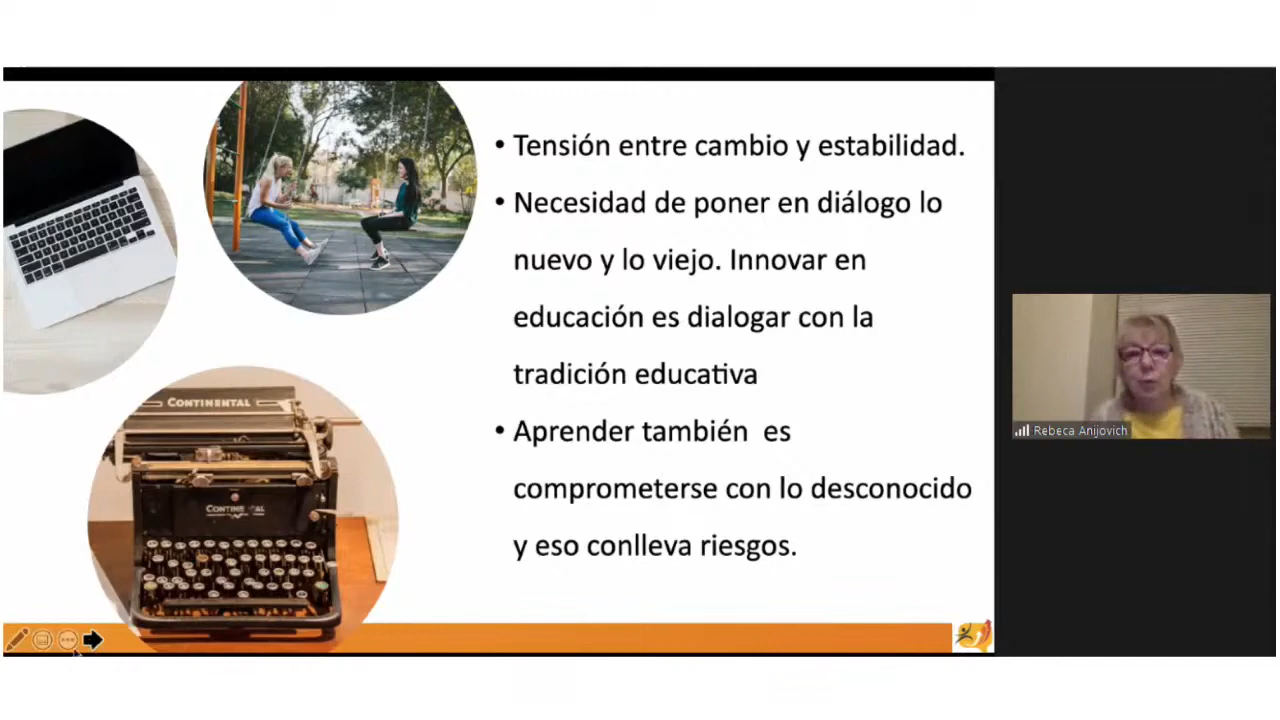 • Tensión entre cambio y estabilidad.
• Necesidad de poner en diálogo lo
nuevo y lo viejo. Innovar en
educación es dialogar con la
tradición educativa
• Aprender también  es
comprometerse con lo desconocido
y eso conlleva riesgos.
CONTINENTAL
Rebeca Anijovich